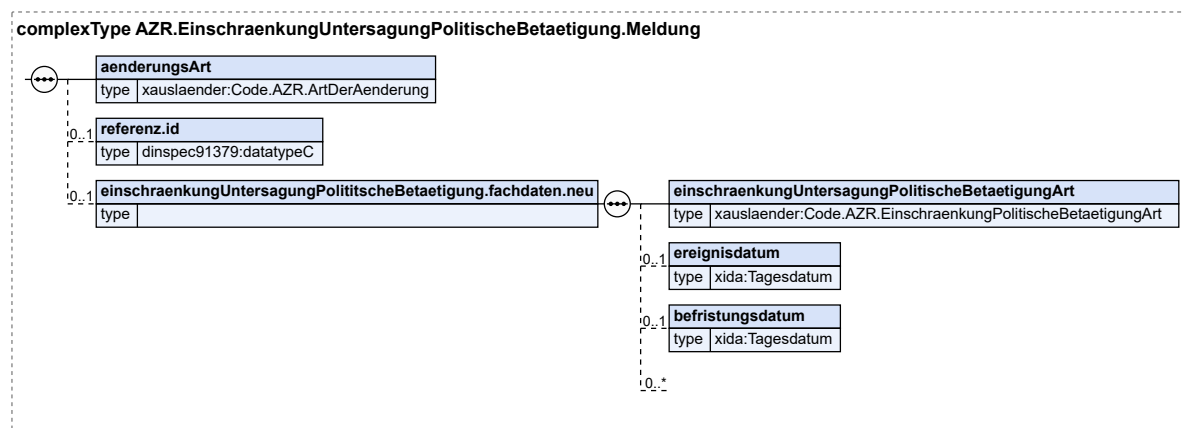 complexType AZR.EinschraenkungUntersagungPolitischeBetaetigung.Meldung
aenderungsArt
type xauslaender:Code.AZR.ArtDerAenderung
0..1
referenz.id
type dinspec91379:datatypeC
0..1
einschraenkungUntersagungPolititscheBetaetigung.fachdaten.neu
type
einschraenkungUntersagungPolitischeBetaetigungArt
type xauslaender:Code.AZR.EinschraenkungPolitischeBetaetigungArt
0..1
ereignisdatum
type xida:Tagesdatum
0..1
befristungsdatum
type xida:Tagesdatum
0..*